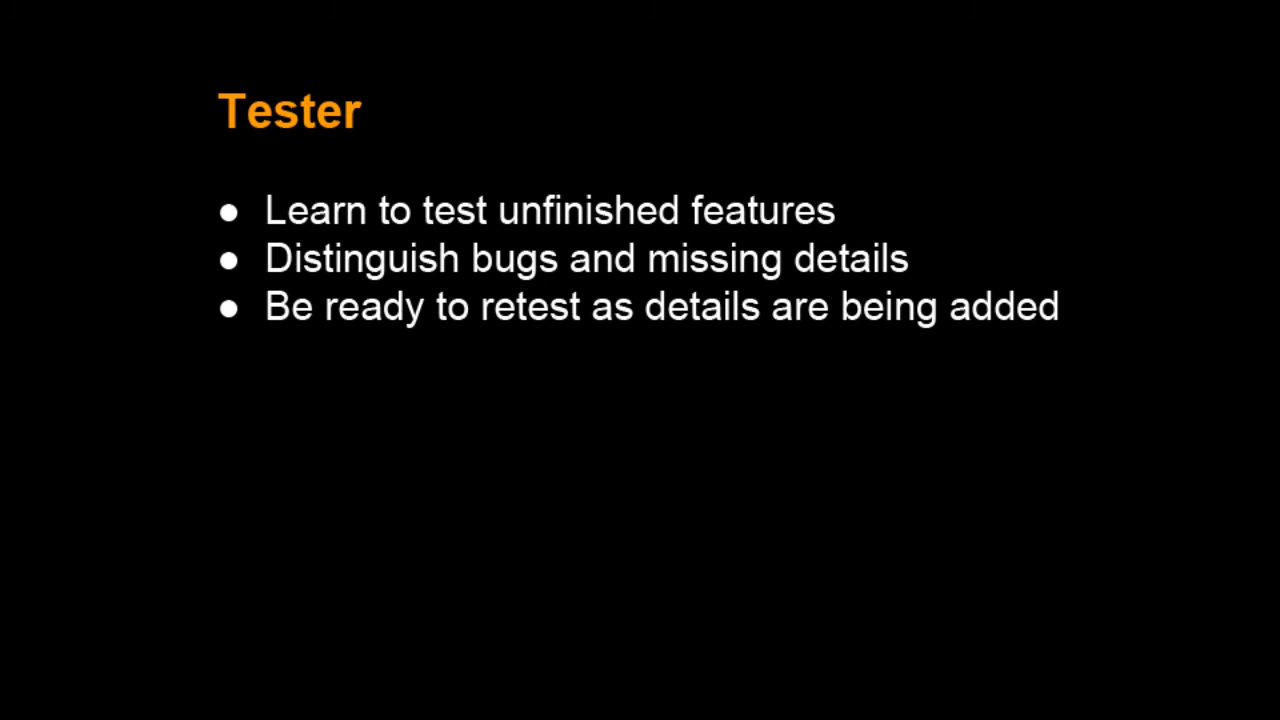 Tester
● Learn to test unfinished features
● Distinguish bugs and missing details
● Be ready to retest as details are being added